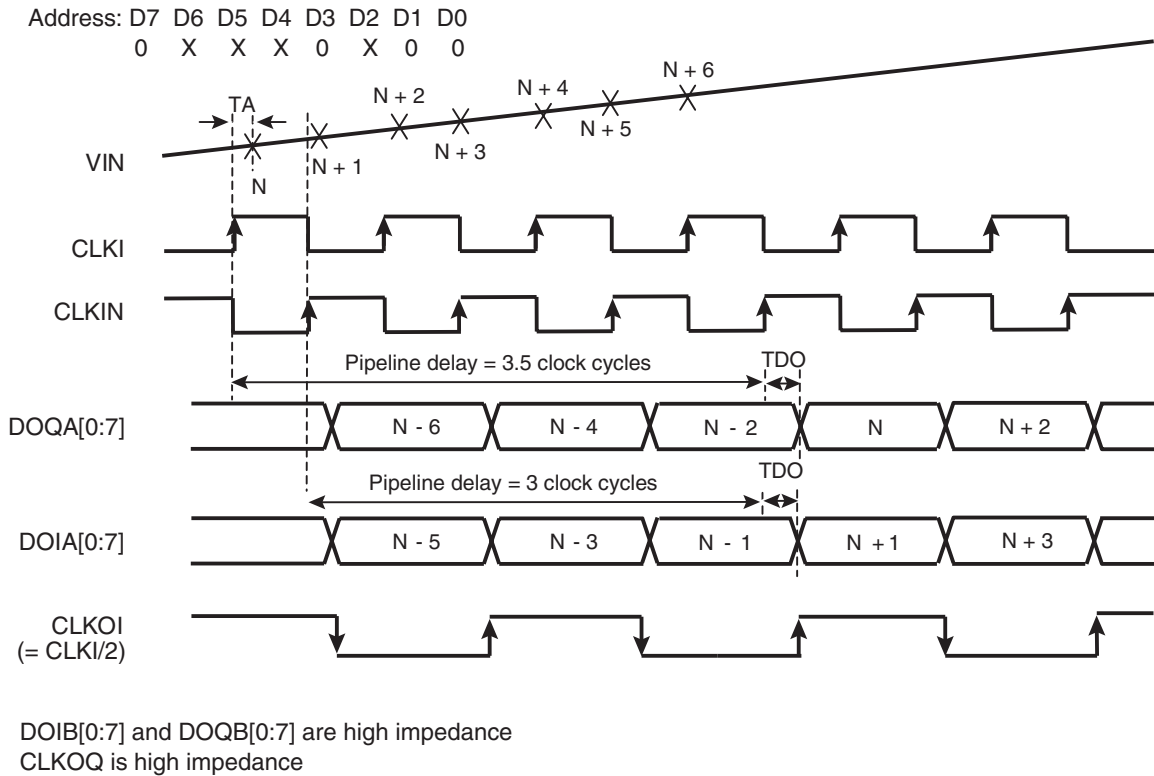 Address: D7 D6 D5 D4 D3 D2 D1 D0
0 X X X 0 X 0 0
TA
N + 2
N + 4
N + 6
VIN
N
N + 1
N + 3
N + 5
CLKI
CLKIN
Pipeline delay = 3.5 clock cycles
TDO
DOQA[0:7]
N - 6
N - 4
N - 2
N
N + 2
Pipeline delay = 3 clock cycles
TDO
DOIA[0:7]
N - 5
N - 3
N - 1
N + 1
N + 3
CLKOI
(= CLKI/2)
DOIB[0:7] and DOQB[0:7] are high impedance
CLKOQ is high impedance